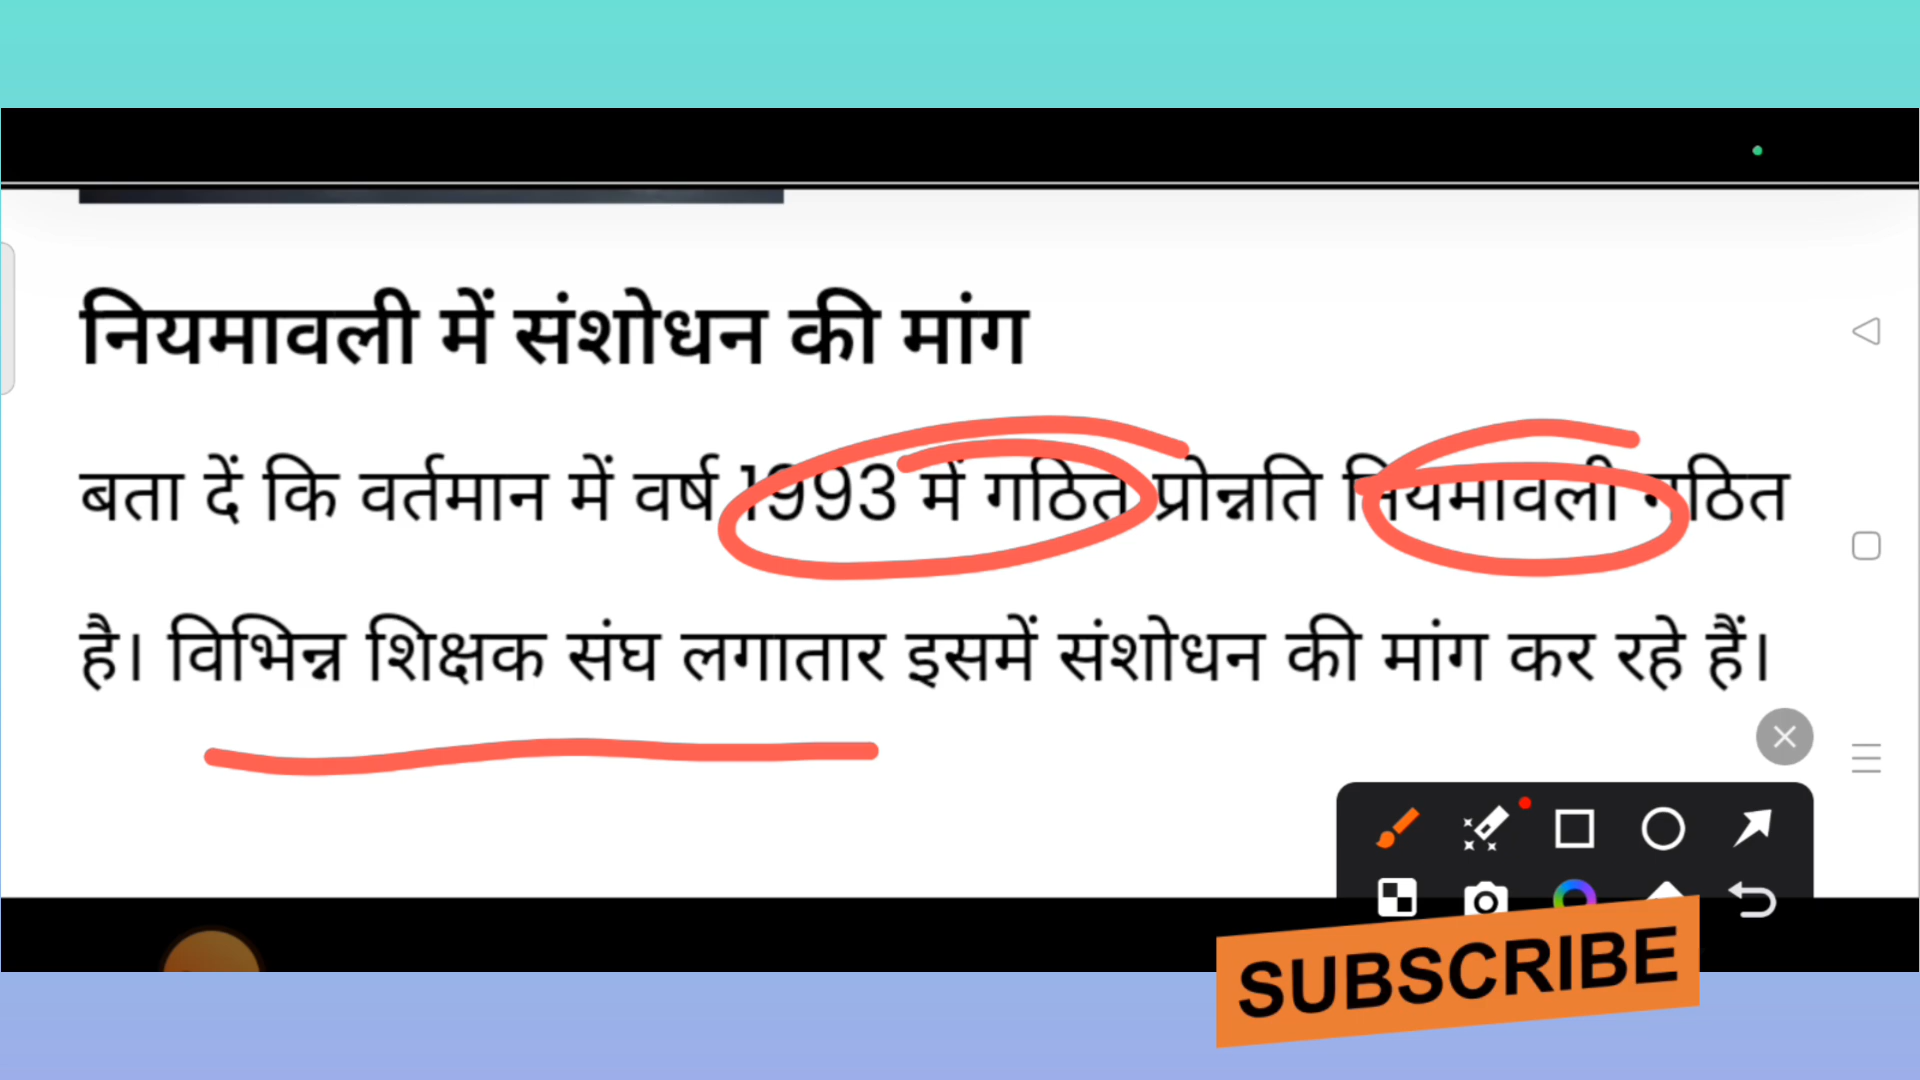 नियमावली में संशोधन की मांग
बता दें कि वर्तमान में वर्ष 1993 में गठित प्रोन्नति नियमावली गठित
है। विभिन्न शिक्षक संघ लगातार इसमें संशोधन की मांग कर रहे हैं।
SUBSCRIBE